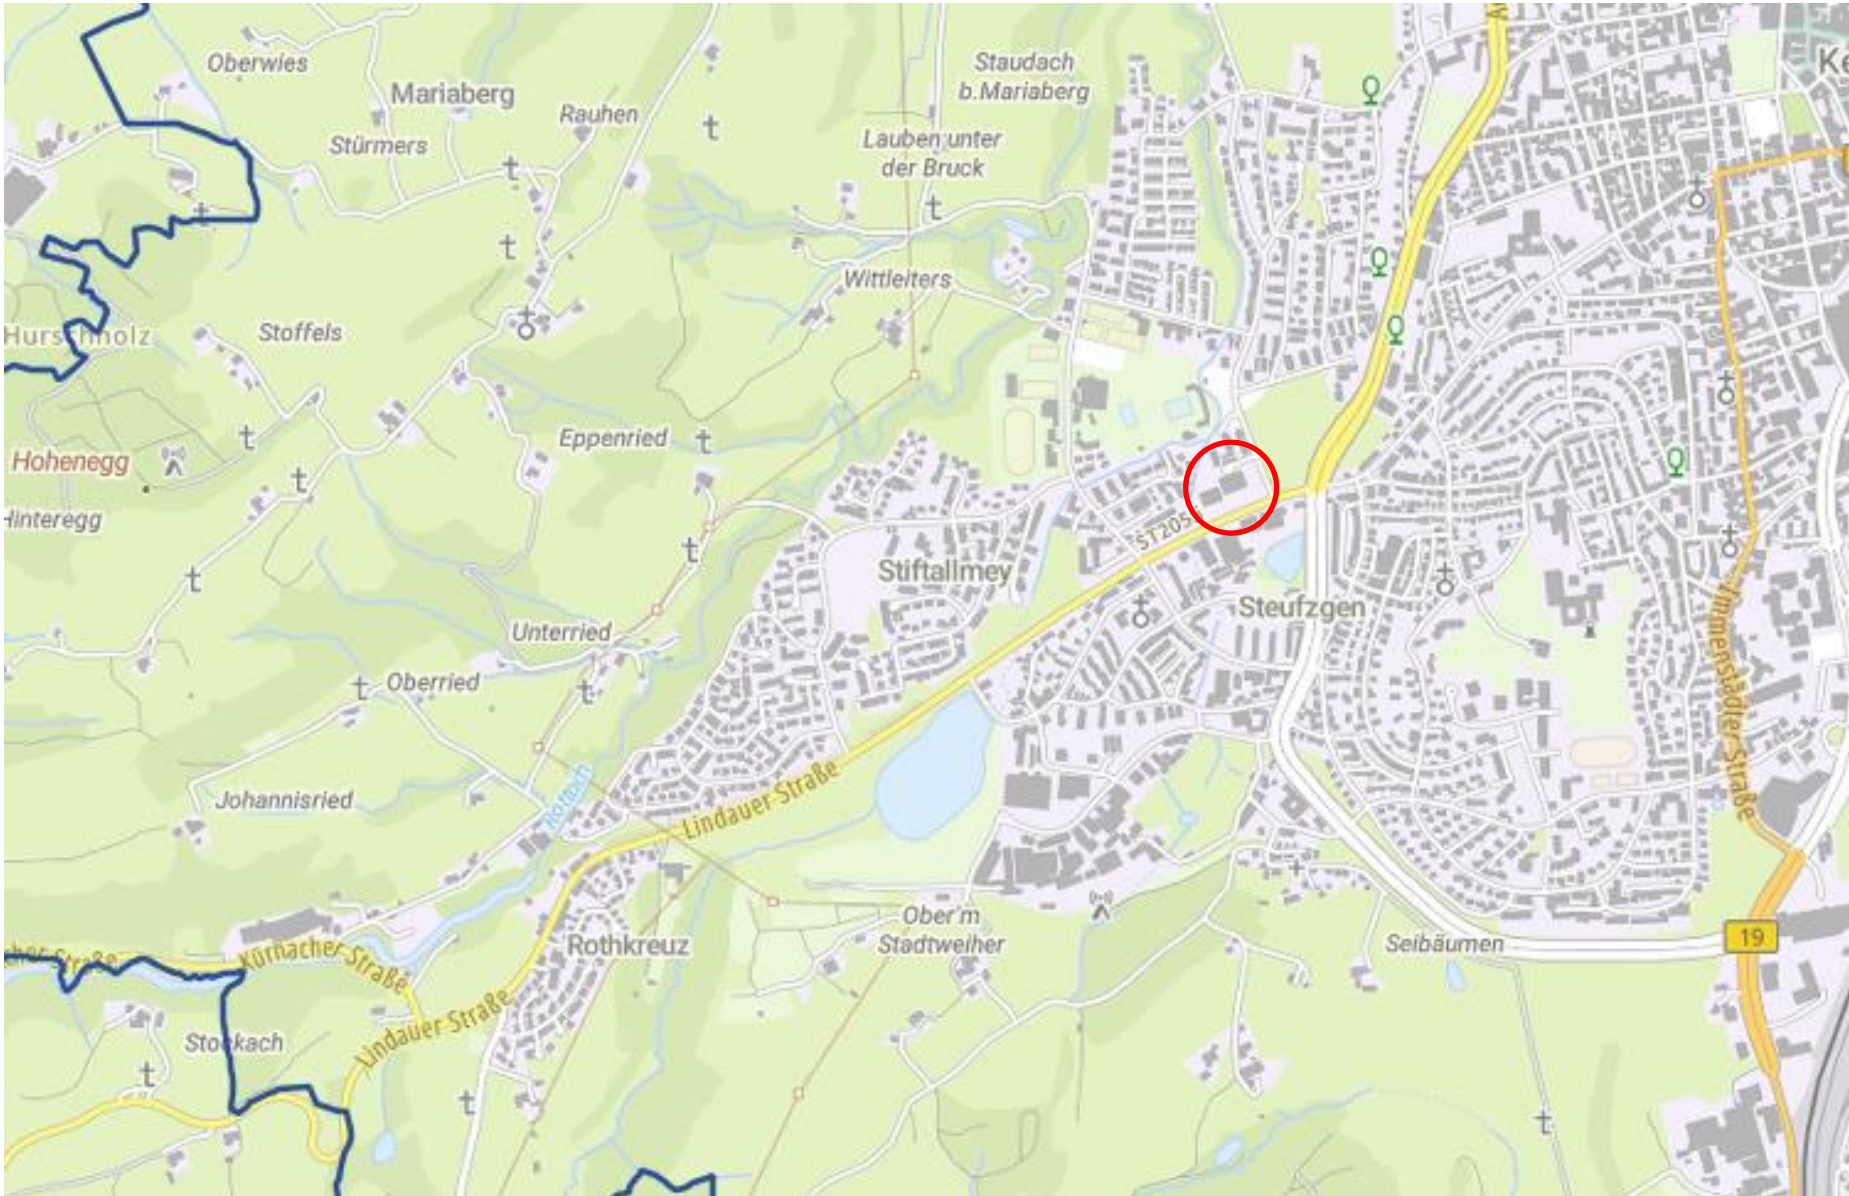 Oberwies
Mariaberg
Rauhen
Stürmers
Staudach
b.Mariaberg
Lauben unter
der Bruck
Wittleiters
Stoffels
Eppenried
Hohenegg
Hinteregg
ST205
Stiftallmey
Steufzgen
Unterried
Oberried
Immenstädter Straße
Johannisried
Rottach
Lindauer Straße
Ober'm
Stadtweiher
Rothkreuz
Kürnacher Straße
Seibäumen
19
Lindauer Straße
Stockach